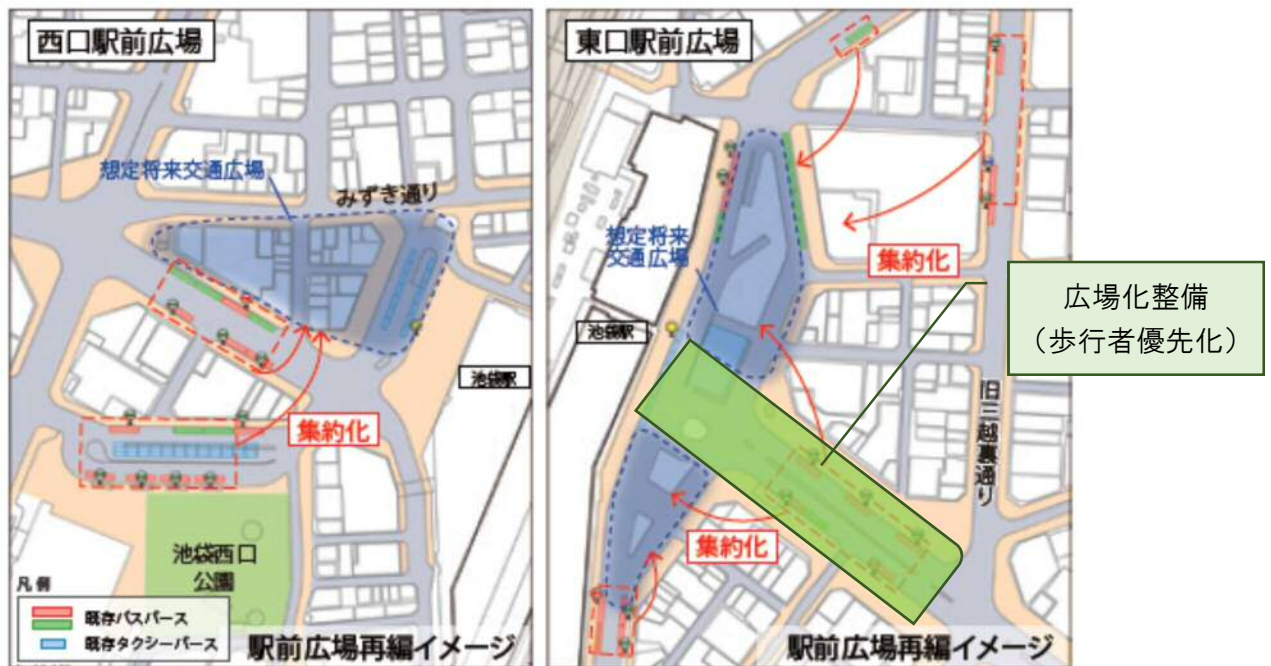 西口駅前広場
想定将来交通広場
みずき通り
池袋駅
集約化
池袋西口
公園
凡例
既存バスバース
既存タクシーバース
駅前広場再編イメージ
東口駅前広場
想定将来
交通広場
集約化
池袋駅
旧三越裏通り
集約化
駅前広場再編イメージ
広場化整備
（歩行者優先化）